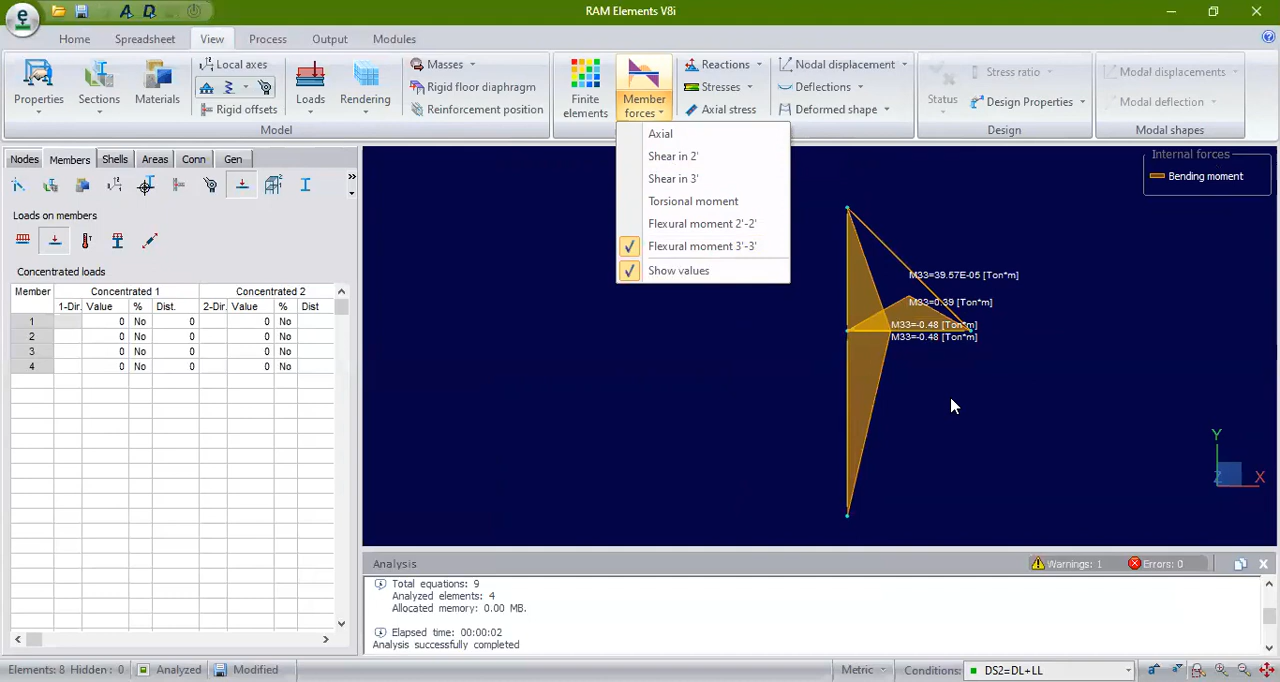 RAM Elements V8i
Home Spreadsheet View Process Output Modules
Properties Sections Materials Local axes Rigid offsets Loads Rendering Masses Rigid floor diaphragm Reinforcement position
Model
Finite elements Member forces Reactions Stresses Axial stress Nodal displacement Deflections Deformed shape
Status Stress ratio Design Properties
Design
Modal displacements Modal deflection
Modal shapes
Axial
Shear in 2'
Shear in 3'
Torsional moment
Flexural moment 2'-2'
Flexural moment 3'-3'
Show values
Nodes Members Shells Areas Conn Gen
Loads on members
Concentrated loads
Member Concentrated 1 Concentrated 2
1-Dir. Value % Dist. 2-Dir. Value % Dist
1 0 No 0 0 No
2 0 No 0 0 No
3 0 No 0 0 No
4 0 No 0 0 No
Internal forces
Bending moment
M33=39.57E-05 [Ton*m]
M33=0.39 [Ton*m]
M33=-0.48 [Ton*m]
M33=-0.48 [Ton*m]
Y
Z X
Analysis Warnings: 1 Errors: 0
Total equations: 9
Analyzed elements: 4
Allocated memory: 0.00 MB.
Elapsed time: 00:00:02
Analysis successfully completed
Elements: 8 Hidden : 0 Analyzed Modified Metric Conditions: DS2=DL+LL